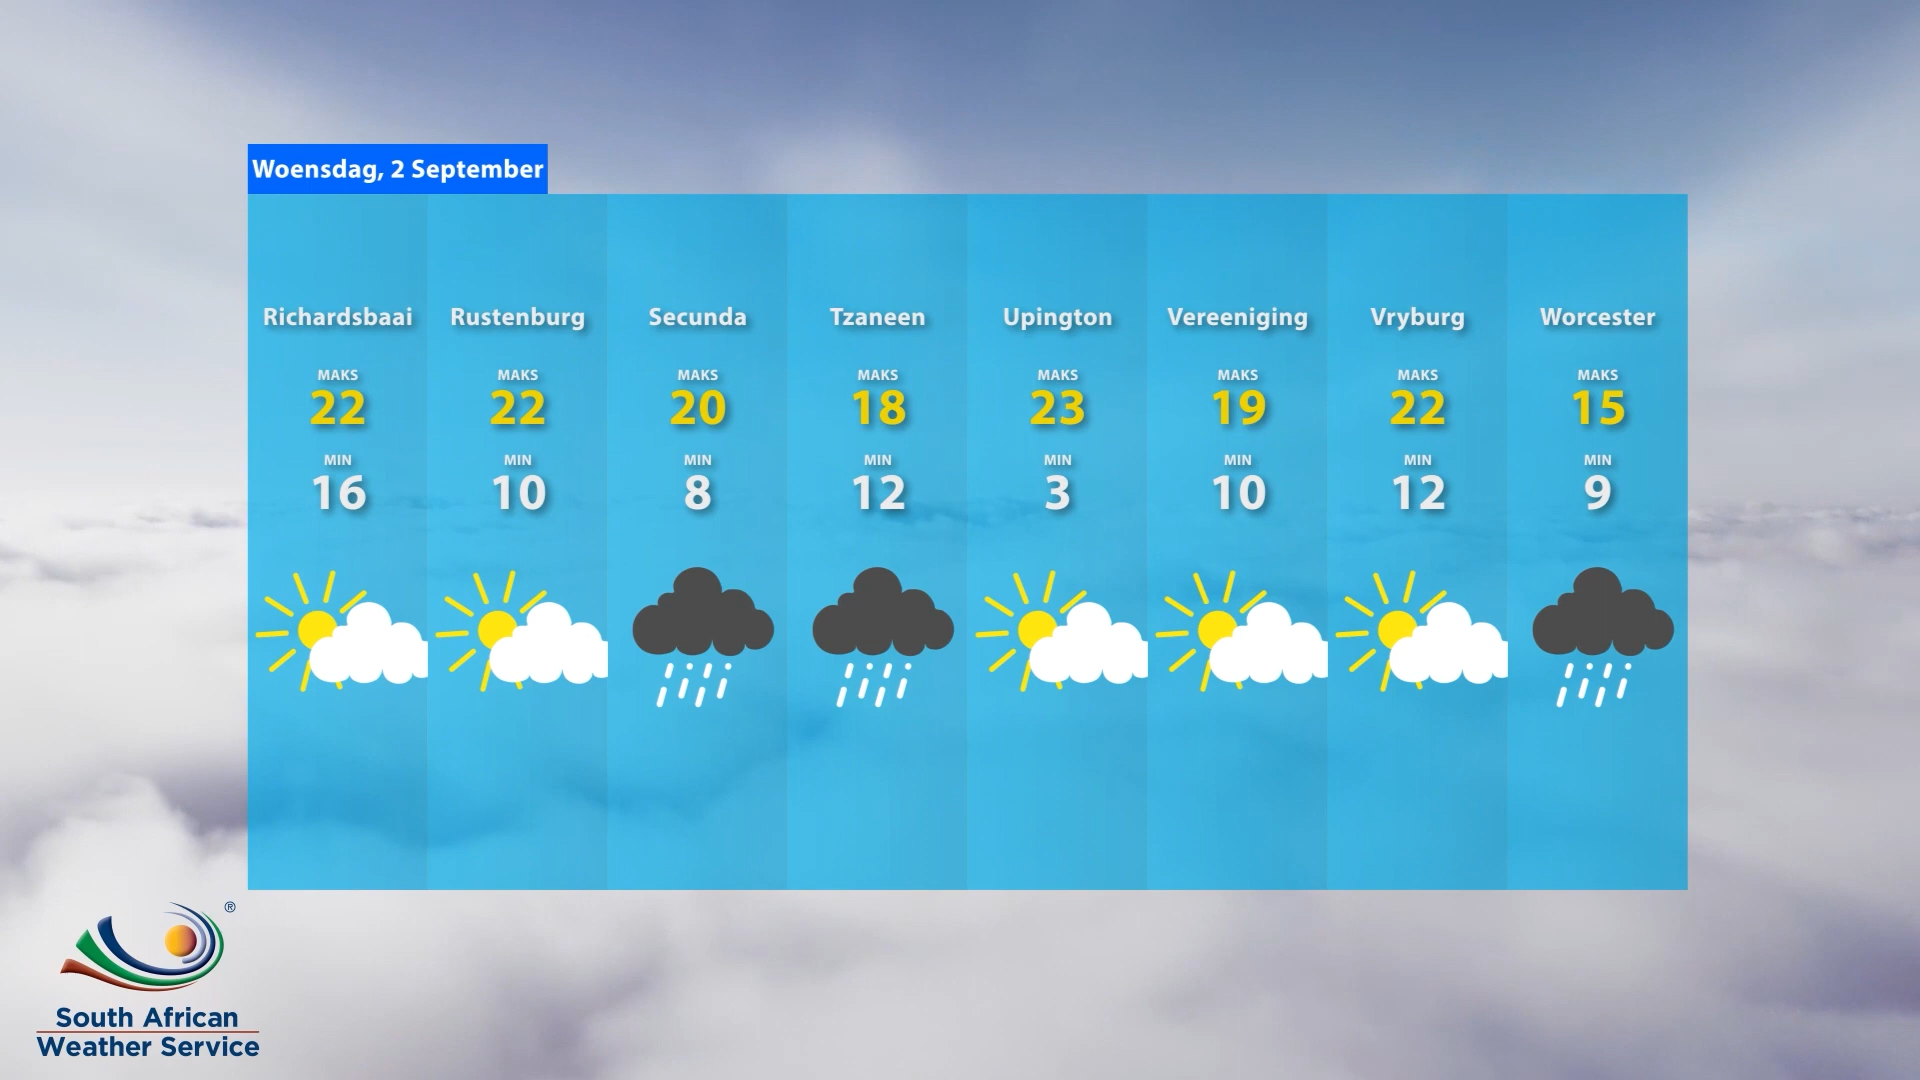 Woensdag, 2 September
Richardsbaai
MAKS
22
MIN
16
Rustenburg
MAKS
22
MIN
10
Secunda
MAKS
20
MIN
8
Tzaneen
MAKS
18
MIN
12
Upington
MAKS
23
MIN
3
Vereeniging
MAKS
19
MIN
10
Vryburg
MAKS
22
MIN
12
Worcester
MAKS
15
MIN
9
®
South African
Weather Service